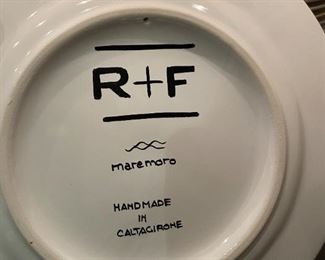 R+F
maremoro
HANDMADE
IN
CALTAGIRONE